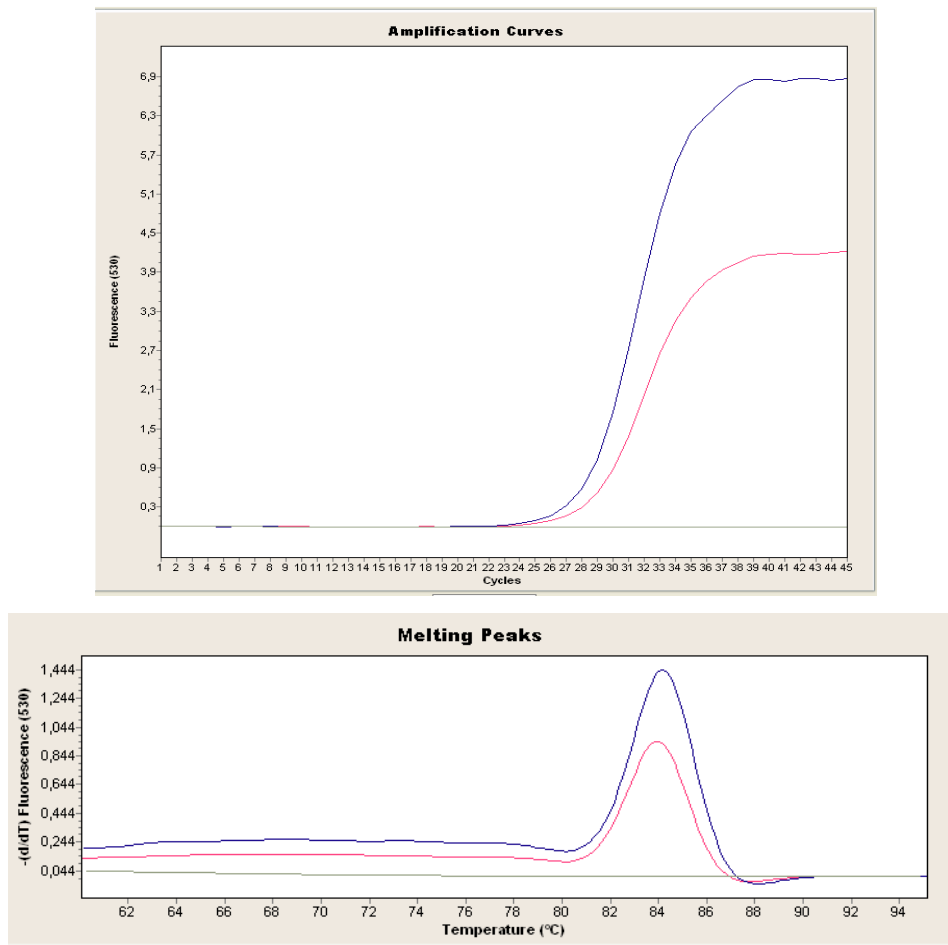 Amplification Curves
6,9
6,3
5,7
5,1
4,5
3,9
3,3
2,7
2,1
1,5
0,9
0,3
Fluorescence (530)
1 2 3 4 5 6 7 8 9 10 11 12 13 14 15 16 17 18 19 20 21 22 23 24 25 26 27 28 29 30 31 32 33 34 35 36 37 38 39 40 41 42 43 44 45
Cycles
Melting Peaks
1,444
1,244
1,044
0,844
0,644
0,444
0,244
0,044
-(d/dT) Fluorescence (530)
62 64 66 68 70 72 74 76 78 80 82 84 86 88 90 92 94
Temperature (°C)